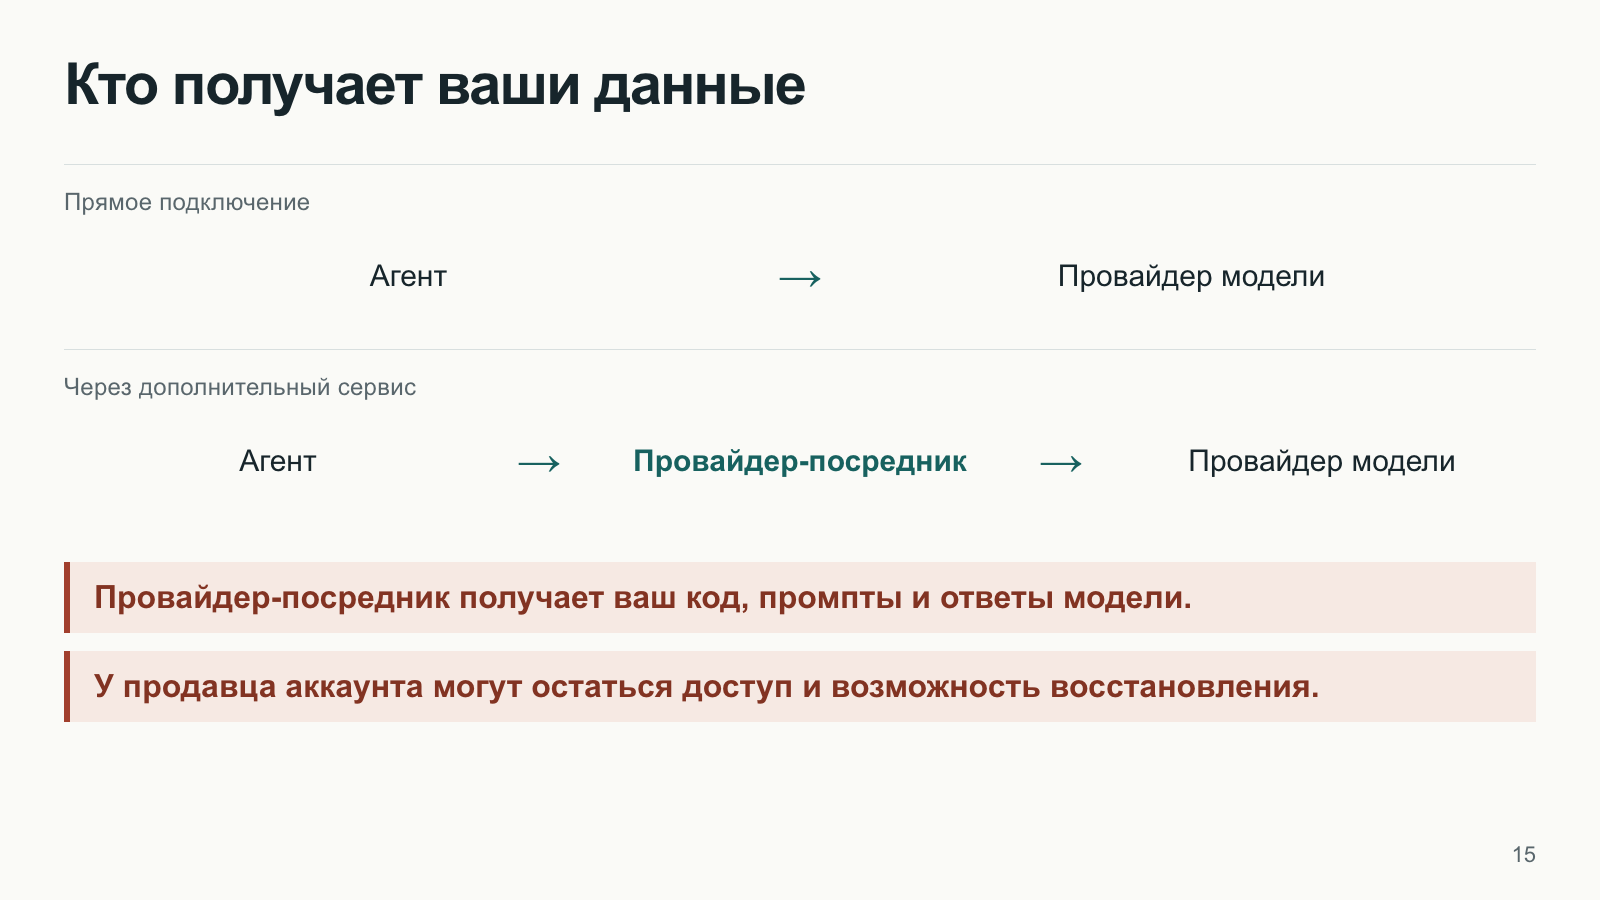 Кто получает ваши данные
Прямое подключение
Агент → Провайдер модели
Через дополнительный сервис
Агент → Провайдер-посредник → Провайдер модели
Провайдер-посредник получает ваш код, промпты и ответы модели.
У продавца аккаунта могут остаться доступ и возможность восстановления.
15